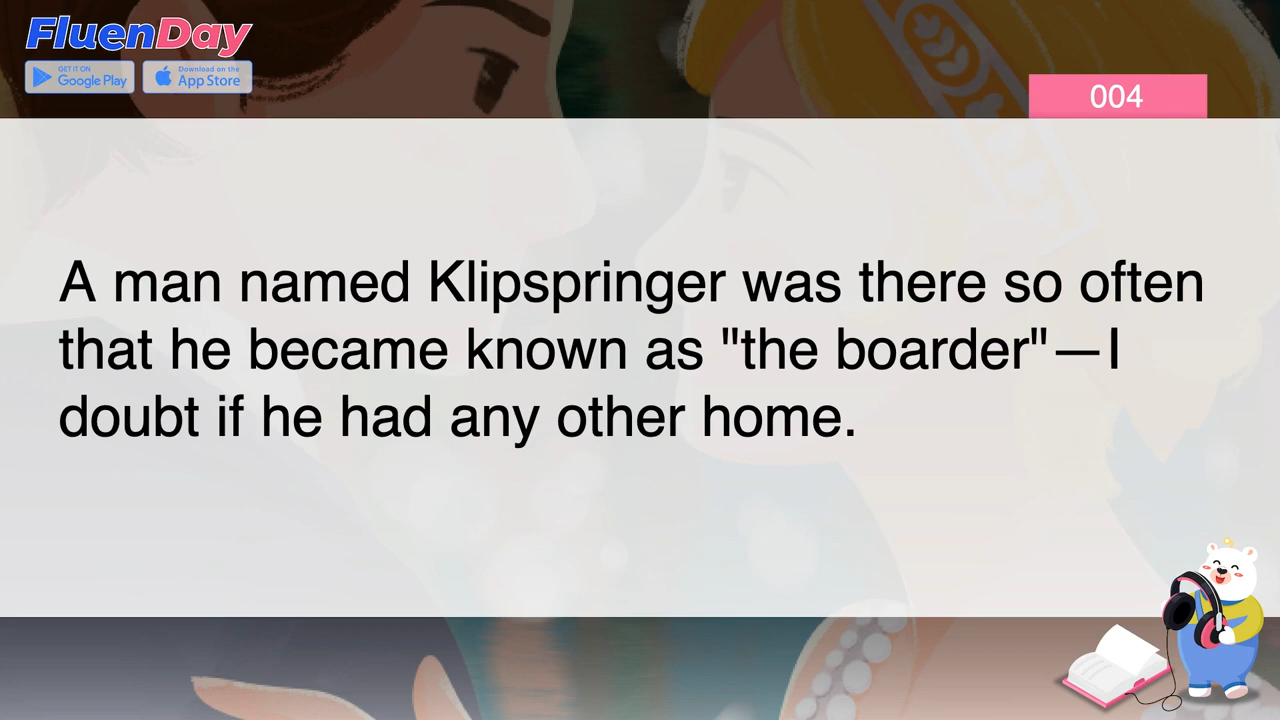 FluenDay
GET IT ON
Google Play
Download on the
App Store
004
A man named Klipspringer was there so often
that he became known as "the boarder"—I
doubt if he had any other home.